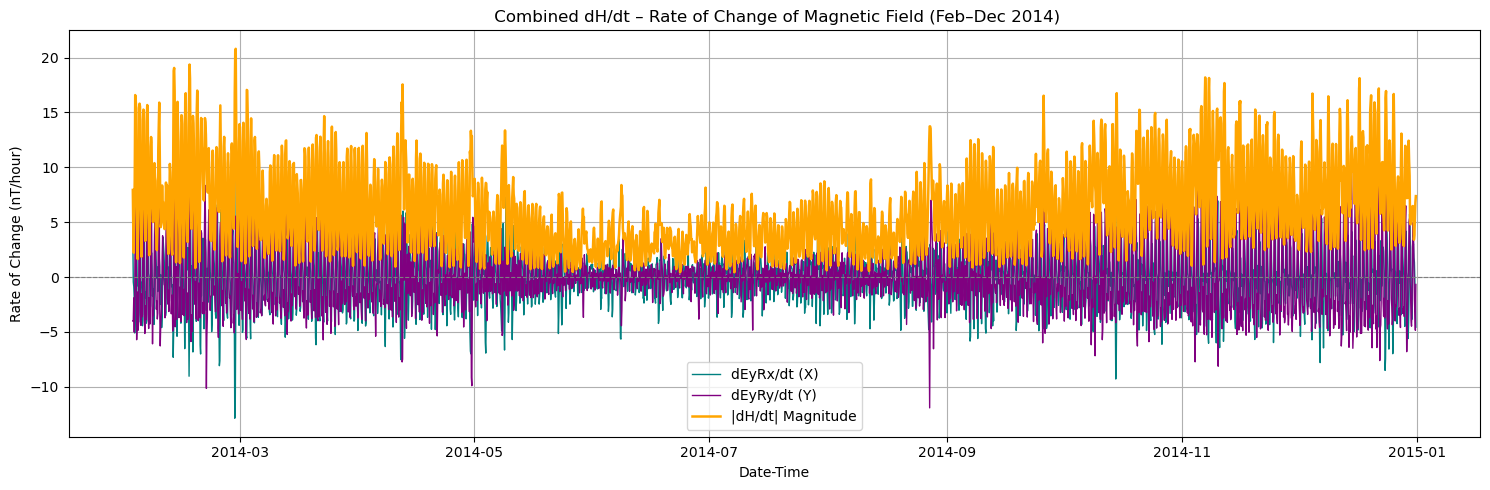 Combined dH/dt – Rate of Change of Magnetic Field (Feb–Dec 2014)
Rate of Change (nT/hour)
20
15
10
5
0
−5
−10
dEyRx/dt (X)
dEyRy/dt (Y)
|dH/dt| Magnitude
2014-03 2014-05 2014-07 2014-09 2014-11 2015-01
Date-Time